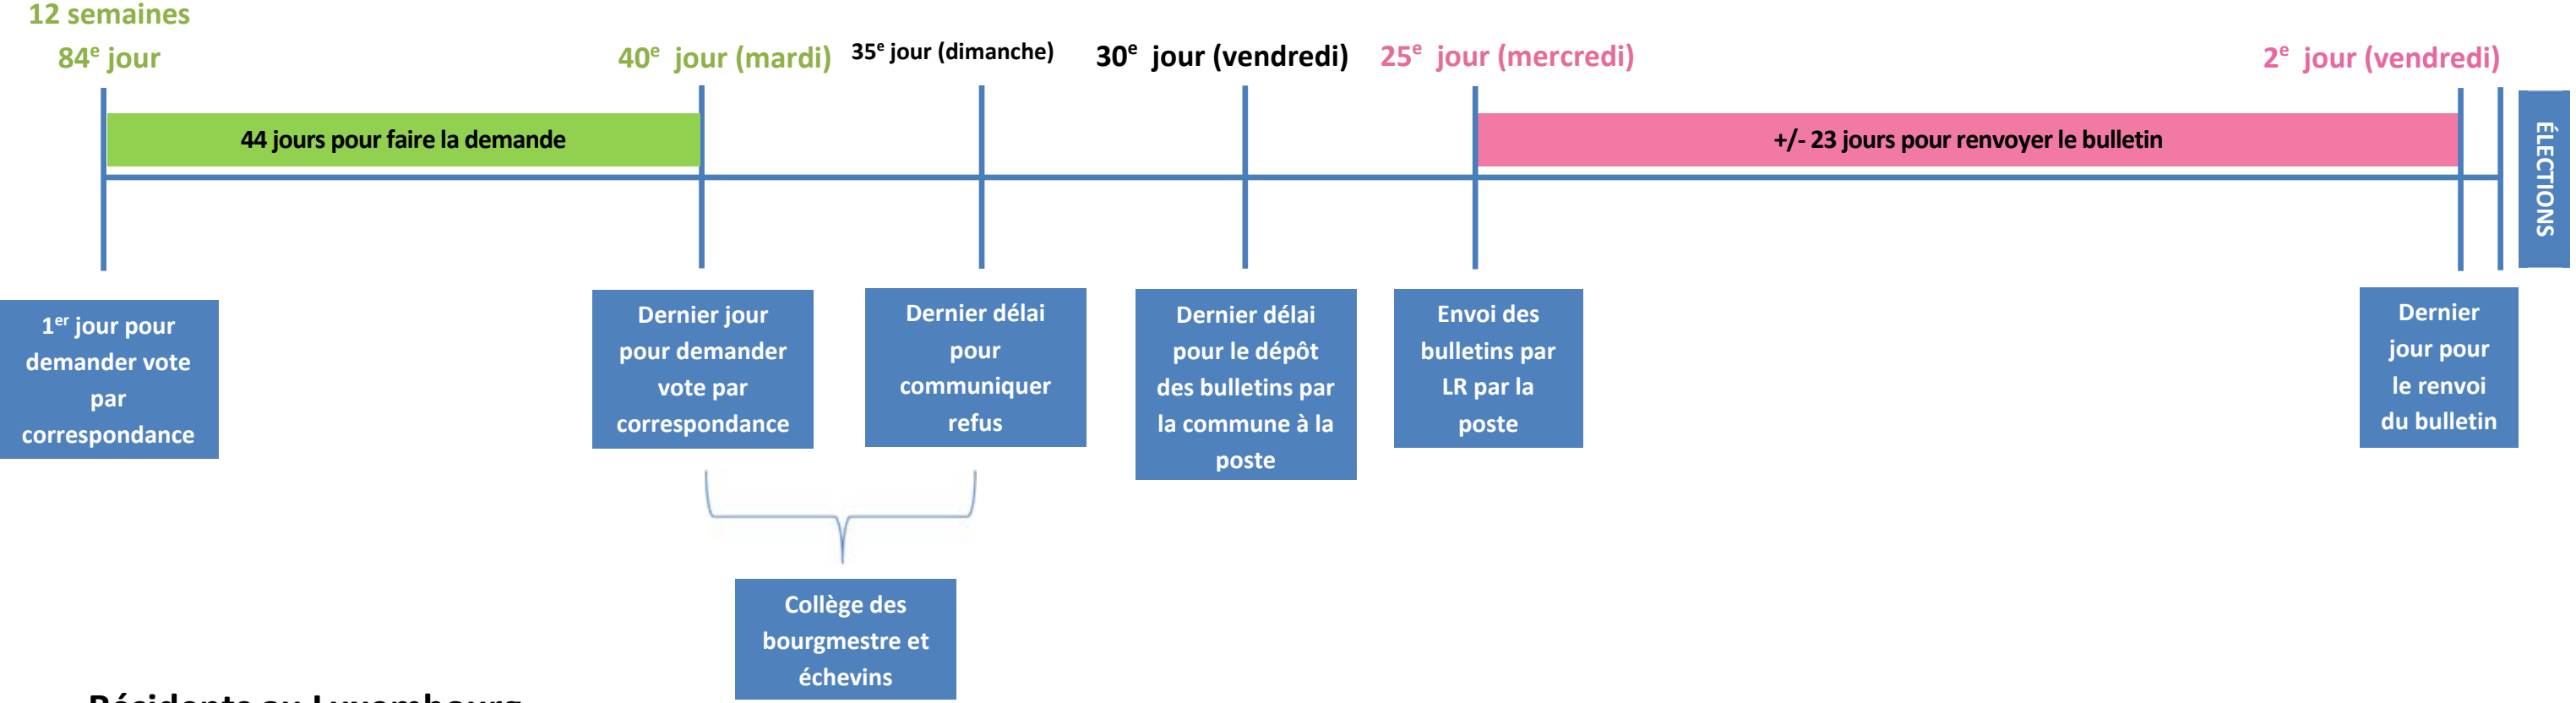 12 semaines
84e jour
40e jour (mardi)
35e jour (dimanche)
30e jour (vendredi)
25e jour (mercredi)
2e jour (vendredi)
44 jours pour faire la demande
+/- 23 jours pour renvoyer le bulletin
ÉLECTIONS
1er jour pour
demander vote
par
correspondance
Dernier jour
pour demander
vote par
correspondance
Dernier délai
pour
communiquer
refus
Dernier délai
pour le dépôt
des bulletins par
la commune à la
poste
Envoi des
bulletins par
LR par la
poste
Dernier
jour pour
le renvoi
du bulletin
Collège des
bourgmestre et
échevins
Résidents au Luxembourg